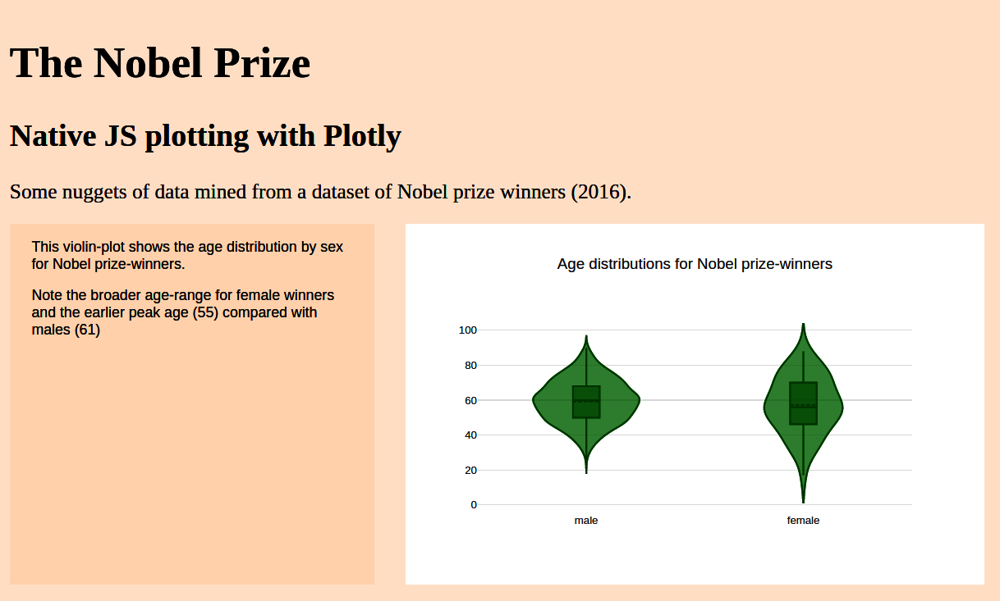 The Nobel Prize
Native JS plotting with Plotly
Some nuggets of data mined from a dataset of Nobel prize winners (2016).
This violin-plot shows the age distribution by sex
for Nobel prize-winners.
Note the broader age-range for female winners
and the earlier peak age (55) compared with
males (61)
Age distributions for Nobel prize-winners
100
80
60
40
20
0
male
female